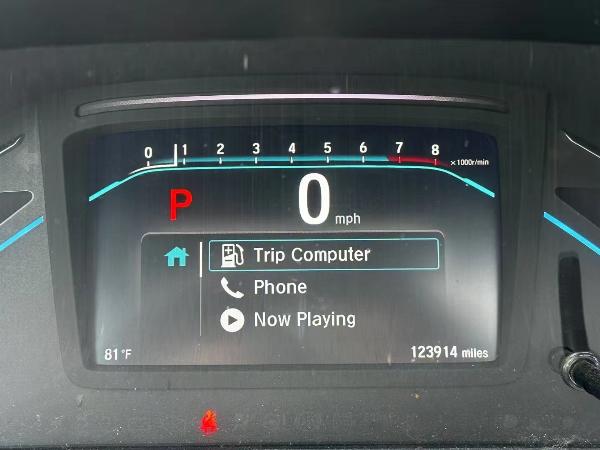 0 1 2 3 4 5 6 7 8 x1000r/min
P 0 mph
Trip Computer
Phone
Now Playing
81°F 123914 miles